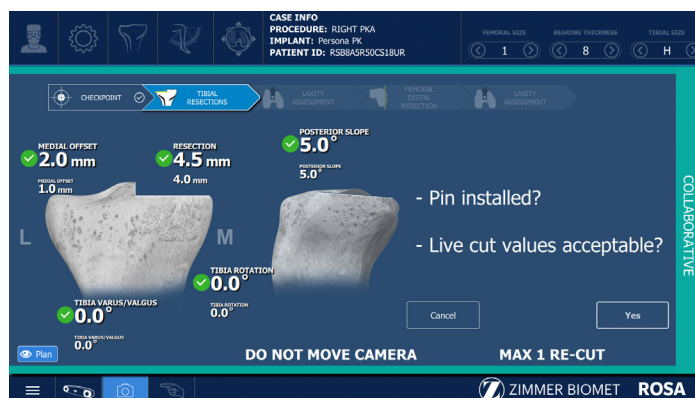 CASE INFO
PROCEDURE: RIGHT PKA
IMPLANT: Persona PK
PATIENT ID: RSB8A5R50CS18UR
FEMORAL SIZE
1
BEARING THICKNESS
8
TIBIAL SIZE
H
CHECKPOINT
TIBIAL
RESECTIONS
LAXITY
ASSESSMENT
FEMORAL
DISTAL
RESECTION
LAXITY
ASSESSMENT
MEDIAL OFFSET
2.0 mm
MEDIAL OFFSET
1.0 mm
RESECTION
4.5 mm
4.0 mm
POSTERIOR SLOPE
5.0°
POSTERIOR SLOPE
5.0°
L
M
TIBIA ROTATION
0.0°
TIBIA ROTATION
0.0°
TIBIA VARUS/VALGUS
0.0°
TIBIA VARUS/VALGUS
0.0°
- Pin installed?
- Live cut values acceptable?
Cancel
Yes
COLLABORATIVE
Plan
DO NOT MOVE CAMERA
MAX 1 RE-CUT
ZIMMER BIOMET
ROSA